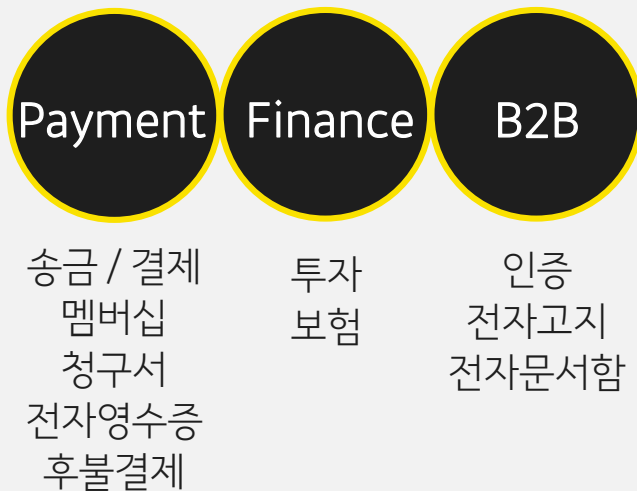 Payment
송금 / 결제
멤버십
청구서
전자영수증
후불결제
Finance
투자
보험
B2B
인증
전자고지
전자문서함